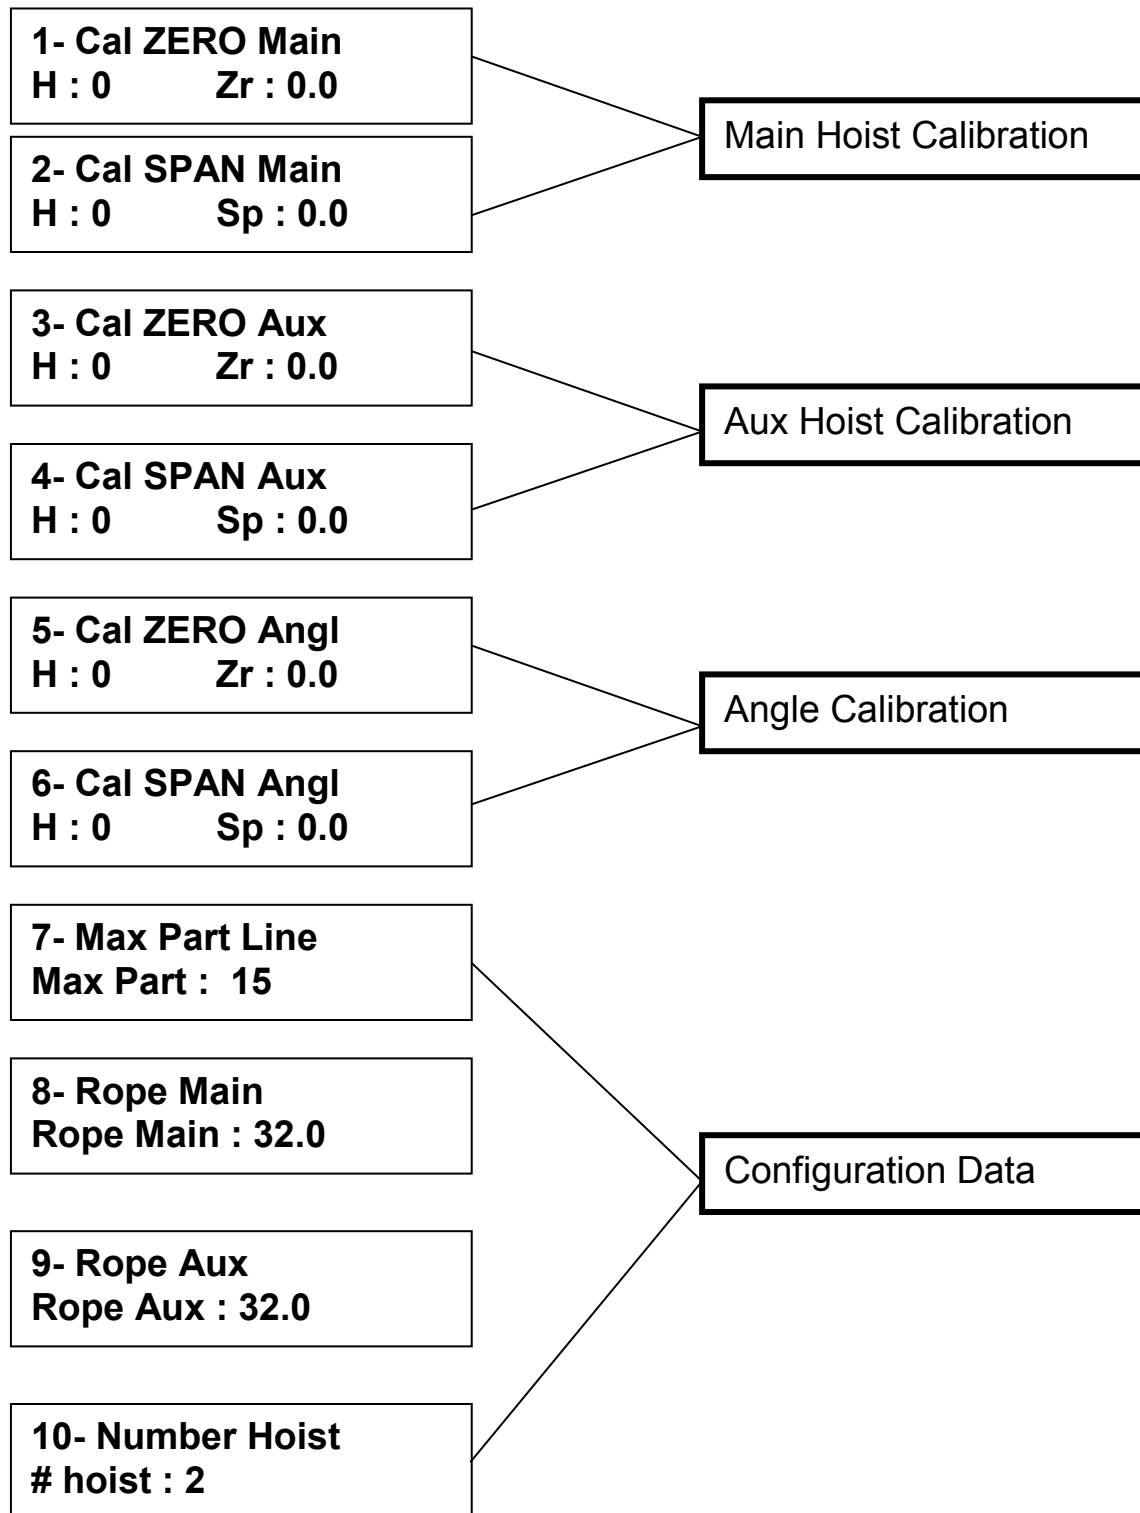 1- Cal ZERO Main
H : 0 Zr : 0.0
Main Hoist Calibration
2- Cal SPAN Main
H : 0 Sp : 0.0
3- Cal ZERO Aux
H : 0 Zr : 0.0
Aux Hoist Calibration
4- Cal SPAN Aux
H : 0 Sp : 0.0
5- Cal ZERO Angl
H : 0 Zr : 0.0
Angle Calibration
6- Cal SPAN Angl
H : 0 Sp : 0.0
7- Max Part Line
Max Part : 15
8- Rope Main
Rope Main : 32.0
Configuration Data
9- Rope Aux
Rope Aux : 32.0
10- Number Hoist
# hoist : 2